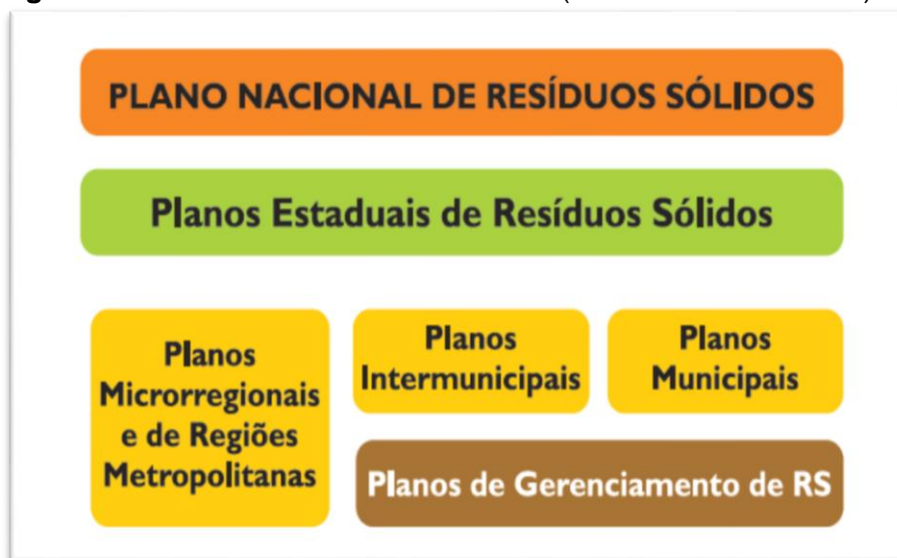 PLANO NACIONAL DE RESÍDUOS SÓLIDOS
Planos Estaduais de Resíduos Sólidos
Planos
Microrregionais
e de Regiões
Metropolitanas
Planos
Intermunicipais
Planos
Municipais
Planos de Gerenciamento de RS